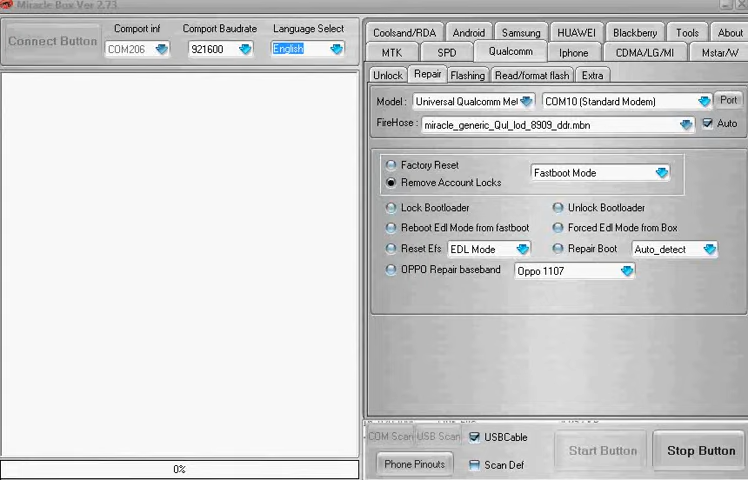 Miracle Box Ver 2.73
Connect Button
Comport inf
COM206
Comport Baudrate
921600
Language Select
English
0%
Coolsand/RDA Android Samsung HUAWEI Blackberry Tools About
MTK SPD Qualcomm Iphone CDMA/LG/MI Mstar/W
Unlock Repair Flashing Read/format flash Extra
Model : Universal Qualcomm Met COM10 (Standard Modem) Port
FireHose : miracle_generic_Qul_lod_8909_ddr.mbn Auto
Factory Reset
Remove Account Locks
Fastboot Mode
Lock Bootloader Unlock Bootloader
Reboot Edl Mode from fastboot Forced Edl Mode from Box
Reset Efs EDL Mode Repair Boot Auto_detect
OPPO Repair baseband Oppo 1107
COM Scan USB Scan USBCable
Phone Pinouts Scan Def
Start Button Stop Button